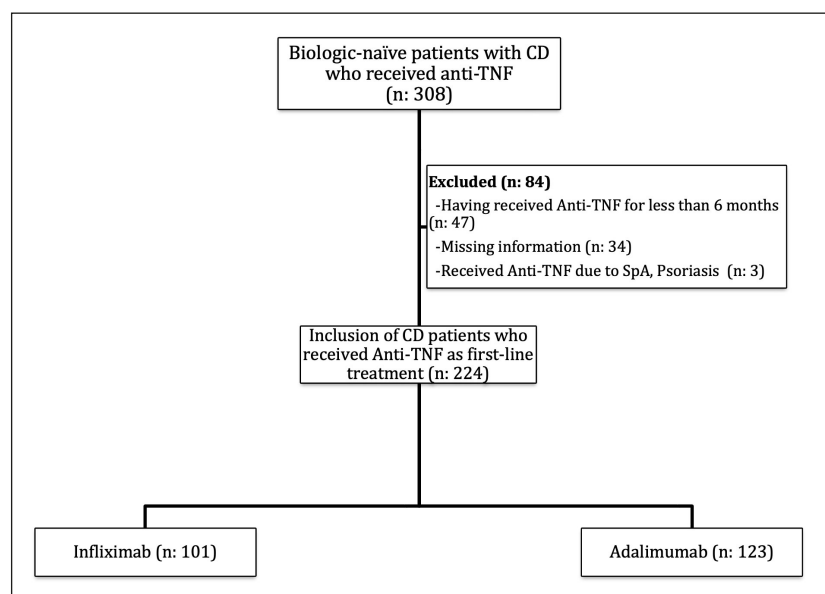 Biologic-naïve patients with CD
who received anti-TNF
(n: 308)
Excluded (n: 84)
-Having received Anti-TNF for less than 6 months
(n: 47)
-Missing information (n: 34)
-Received Anti-TNF due to SpA, Psoriasis (n: 3)
Inclusion of CD patients who
received Anti-TNF as first-line
treatment (n: 224)
Infliximab (n: 101)
Adalimumab (n: 123)